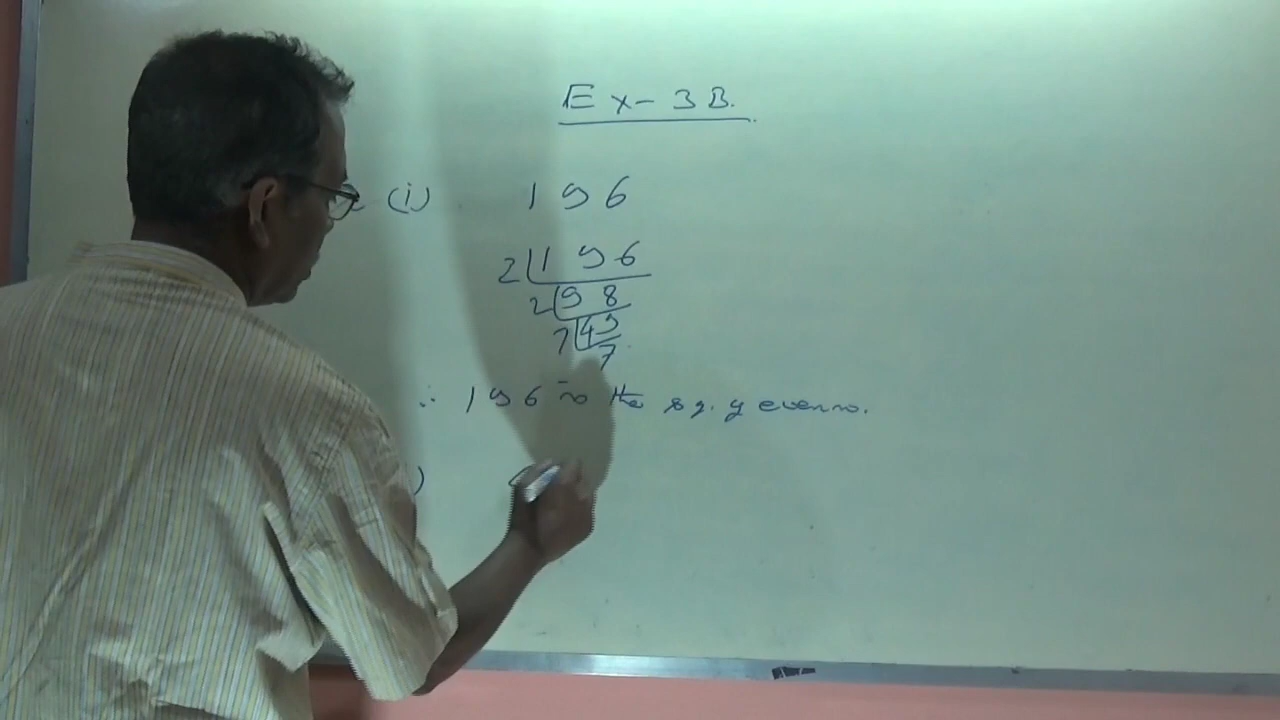 Ex-3B.
(i) 196
2 196
2 98
7 49
7
∴ 196 is the sq. of even no.
)